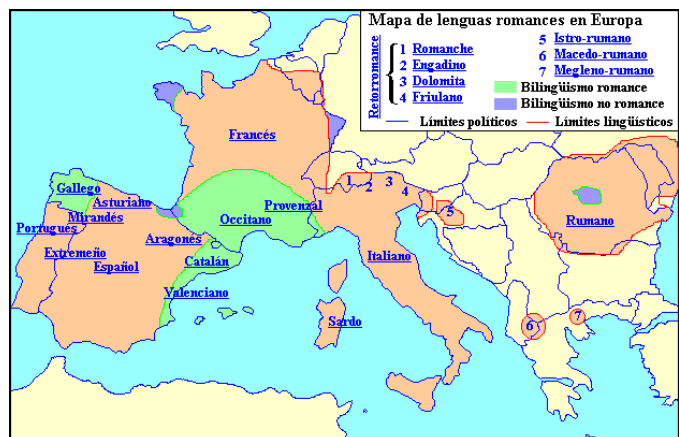 Mapa de lenguas romances en Europa
Retorromance
1 Romanche
2 Engadino
3 Dolomita
4 Friulano
5 Istro-rumano
6 Macedo-rumano
7 Megleno-rumano
Bilingüismo romance
Bilingüismo no romance
Límites políticos
Límites lingüísticos
Francés
Gallego
Asturiano
Mirandés
Portugués
Extremeño
Español
Aragonés
Catalán
Valenciano
Occitano
Provenzal
Italiano
Sardo
Rumano
1
2
3
4
5
6
7